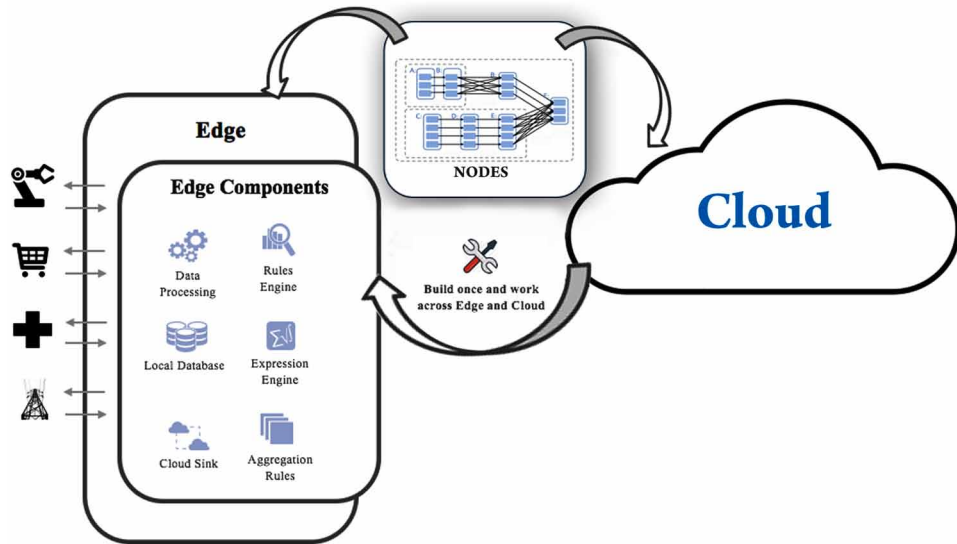 A
B
B
C
C
D
E
NODES
Edge
Edge Components
Data
Processing
Rules
Engine
Local Database
Expression
Engine
Cloud Sink
Aggregation
Rules
Build once and work
across Edge and Cloud
Cloud